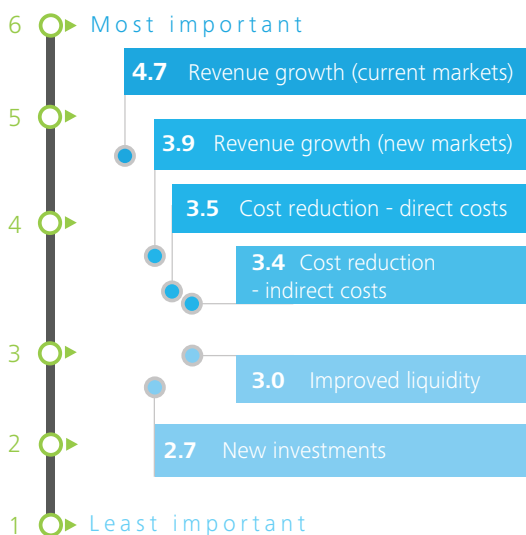 6 Most important
4.7 Revenue growth (current markets)
5
3.9 Revenue growth (new markets)
3.5 Cost reduction - direct costs
4
3.4 Cost reduction
- indirect costs
3
3.0 Improved liquidity
2
2.7 New investments
1 Least important